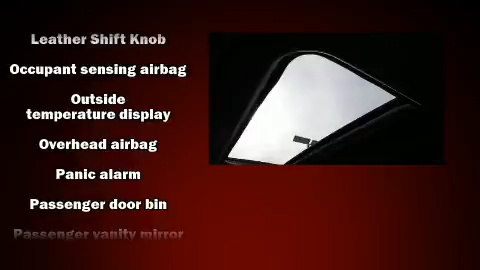 Leather Shift Knob
Occupant sensing airbag
Outside
temperature display
Overhead airbag
Panic alarm
Passenger door bin
Passenger vanity mirror